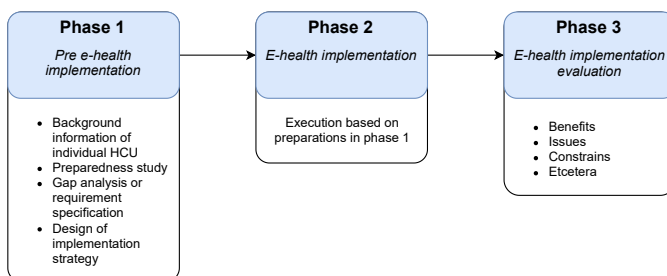 Phase 1
Pre e-health
implementation
• Background
information of
individual HCU
• Preparedness study
• Gap analysis or
requirement
specification
• Design of
implementation
strategy
Phase 2
E-health implementation
Execution based on
preparations in phase 1
Phase 3
E-health implementation
evaluation
• Benefits
• Issues
• Constrains
• Etcetera